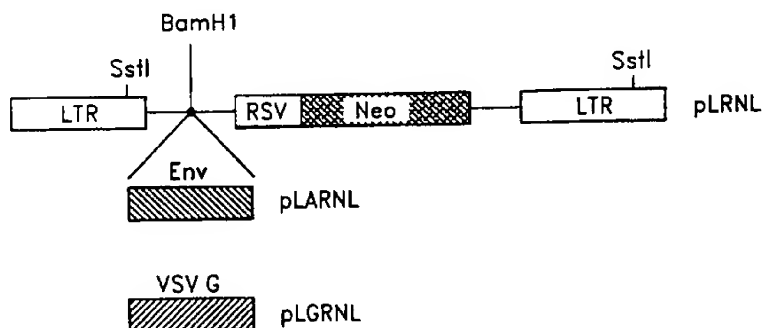 BamH1
SstI
SstI
LTR
RSV
Neo
LTR
pLRNL
Env
pLARNL
VSV G
pLGRNL